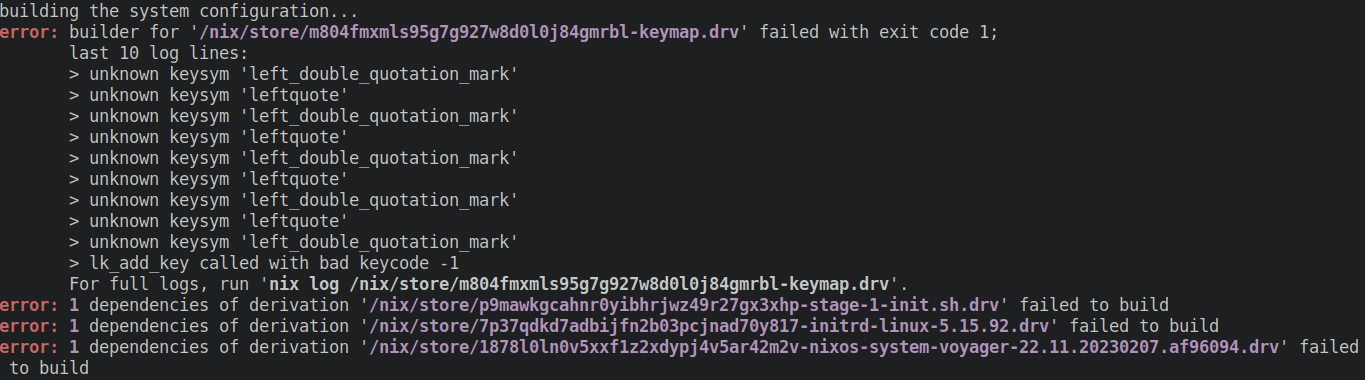 building the system configuration...
error: builder for '/nix/store/m804fmxmls95g7g927w8d0l0j84gmrbl-keymap.drv' failed with exit code 1;
last 10 log lines:
> unknown keysym 'left_double_quotation_mark'
> unknown keysym 'leftquote'
> unknown keysym 'left_double_quotation_mark'
> unknown keysym 'leftquote'
> unknown keysym 'left_double_quotation_mark'
> unknown keysym 'leftquote'
> unknown keysym 'left_double_quotation_mark'
> unknown keysym 'leftquote'
> unknown keysym 'left_double_quotation_mark'
> lk_add_key called with bad keycode -1
For full logs, run 'nix log /nix/store/m804fmxmls95g7g927w8d0l0j84gmrbl-keymap.drv'.
error: 1 dependencies of derivation '/nix/store/p9mawkgcahnr0yibhrjwz49r27gx3xhp-stage-1-init.sh.drv' failed to build
error: 1 dependencies of derivation '/nix/store/7p37qdkd7adbijfn2b03pcjnad70y817-initrd-linux-5.15.92.drv' failed to build
error: 1 dependencies of derivation '/nix/store/1878l0ln0v5xxf1z2xdypj4v5ar42m2v-nixos-system-voyager-22.11.20230207.af96094.drv' failed
to build